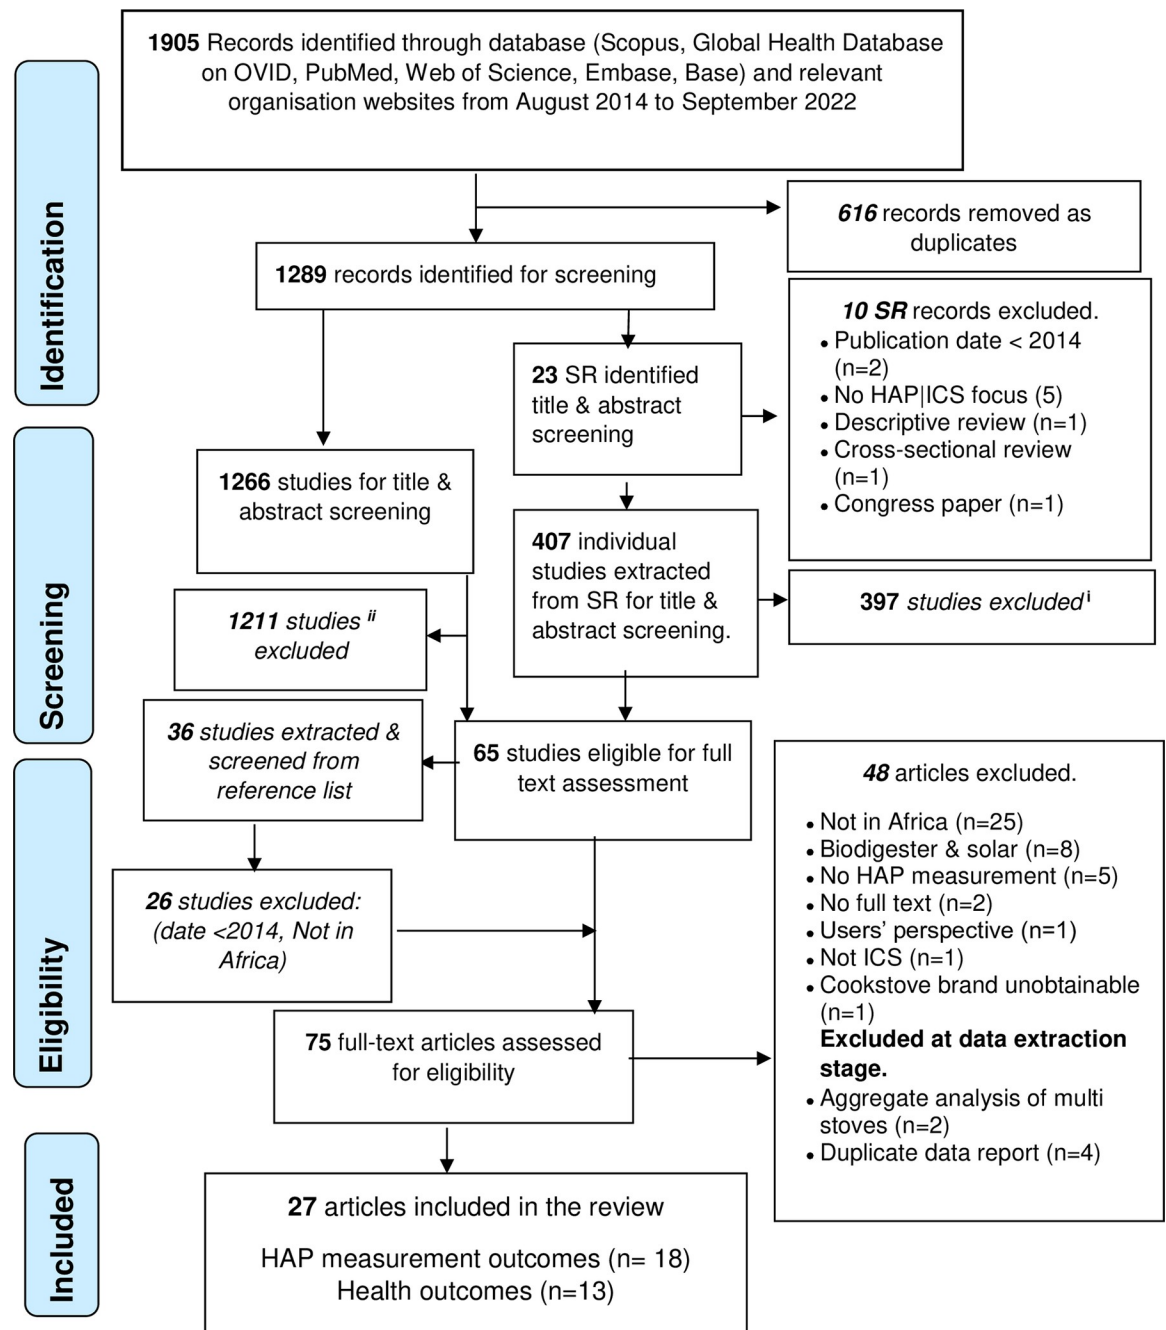 1905 Records identified through database (Scopus, Global Health Database
on OVID, PubMed, Web of Science, Embase, Base) and relevant
organisation websites from August 2014 to September 2022
Identification
616 records removed as
duplicates
1289 records identified for screening
10 SR records excluded.
• Publication date < 2014
(n=2)
• No HAP|ICS focus (5)
• Descriptive review (n=1)
• Cross-sectional review
(n=1)
• Congress paper (n=1)
23 SR identified
title & abstract
screening
Screening
1266 studies for title &
abstract screening
407 individual
studies extracted
from SR for title &
abstract screening.
397 studies excluded i
1211 studies ii
excluded
36 studies extracted &
screened from
reference list
65 studies eligible for full
text assessment
Eligibility
48 articles excluded.
• Not in Africa (n=25)
• Biodigester & solar (n=8)
• No HAP measurement (n=5)
• No full text (n=2)
• Users' perspective (n=1)
• Not ICS (n=1)
• Cookstove brand unobtainable
(n=1)
Excluded at data extraction
stage.
• Aggregate analysis of multi
stoves (n=2)
• Duplicate data report (n=4)
26 studies excluded:
(date <2014, Not in
Africa)
75 full-text articles assessed
for eligibility
Included
27 articles included in the review
HAP measurement outcomes (n= 18)
Health outcomes (n=13)